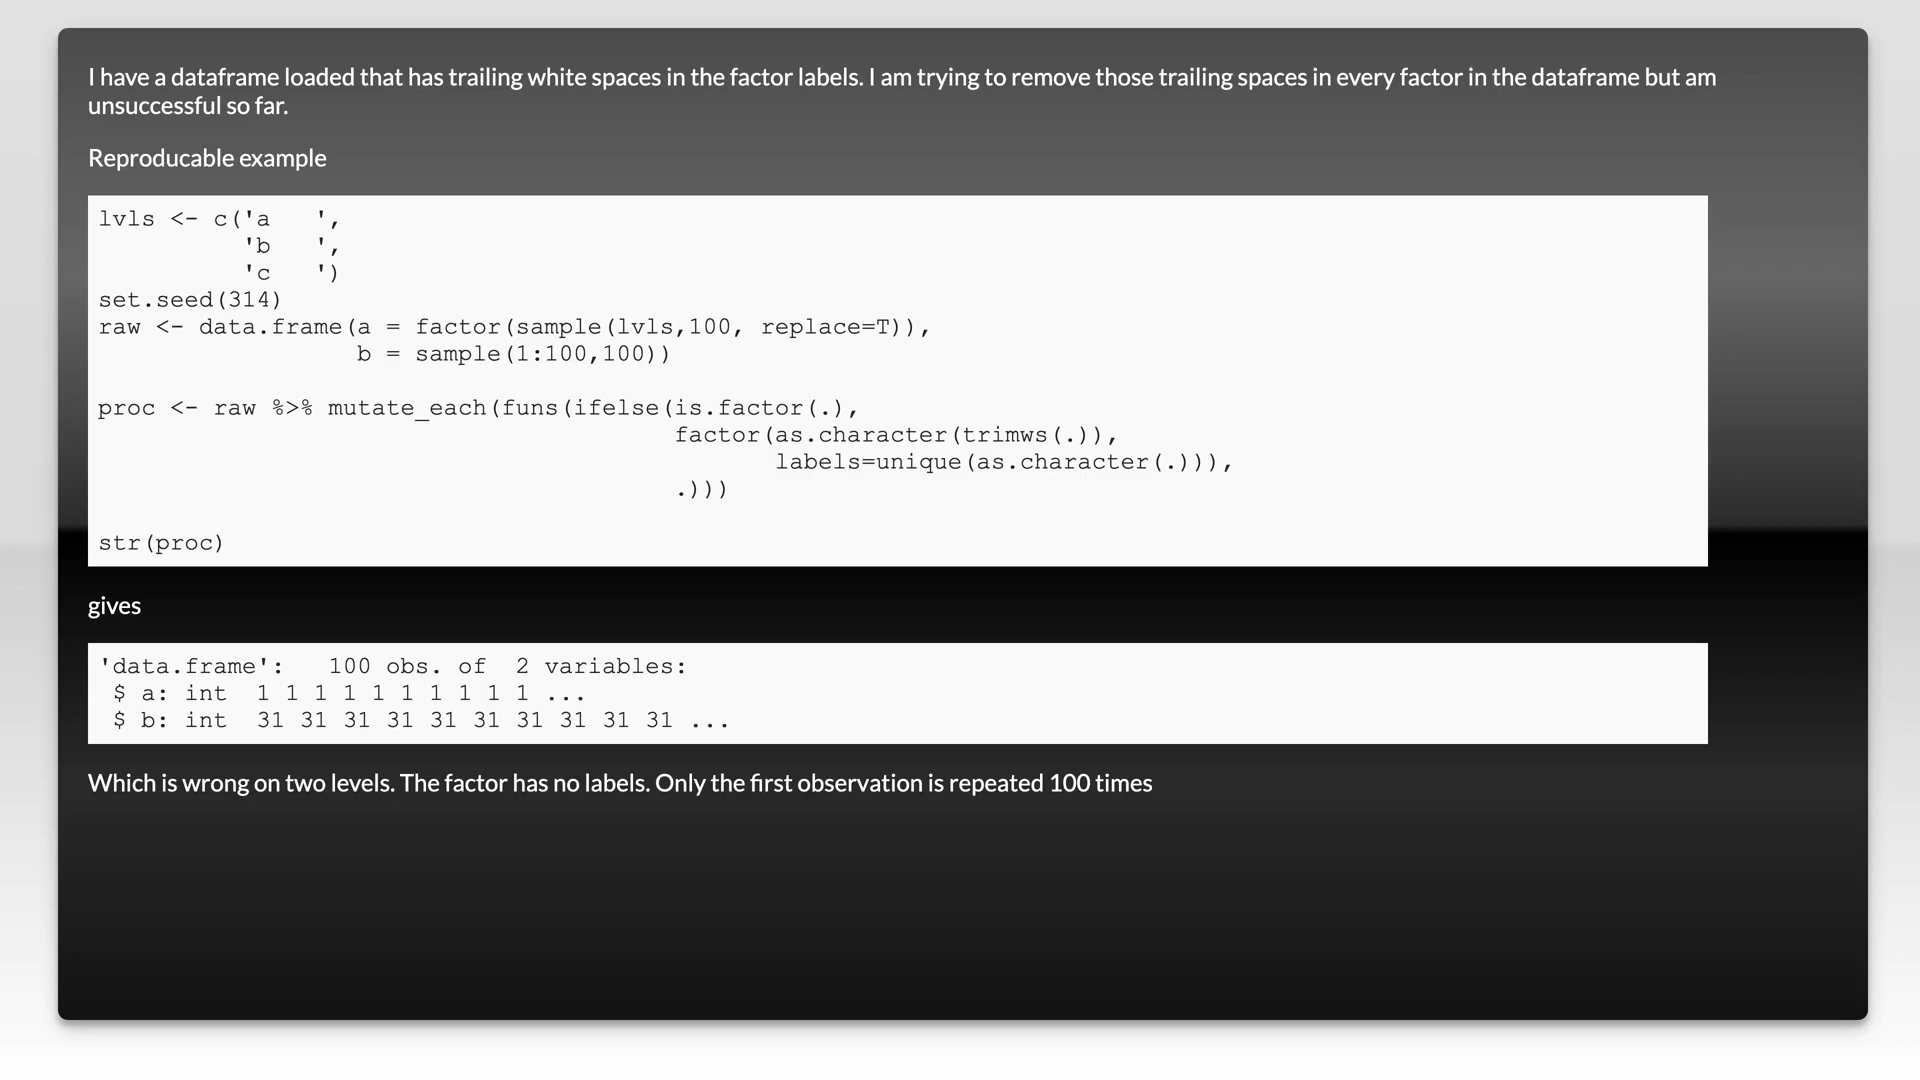 I have a dataframe loaded that has trailing white spaces in the factor labels. I am trying to remove those trailing spaces in every factor in the dataframe but am
unsuccessful so far.
Reproducable example
lvls <- c('a   ',
          'b   ',
          'c   ')
set.seed(314)
raw <- data.frame(a = factor(sample(lvls,100, replace=T)),
                  b = sample(1:100,100))
proc <- raw %>% mutate_each(funs(ifelse(is.factor(.),
                                        factor(as.character(trimws(.)),
                                               labels=unique(as.character(.))),
                                        .)))
str(proc)
gives
'data.frame':   100 obs. of  2 variables:
 $ a: int  1 1 1 1 1 1 1 1 1 1 ...
 $ b: int  31 31 31 31 31 31 31 31 31 31 ...
Which is wrong on two levels. The factor has no labels. Only the first observation is repeated 100 times